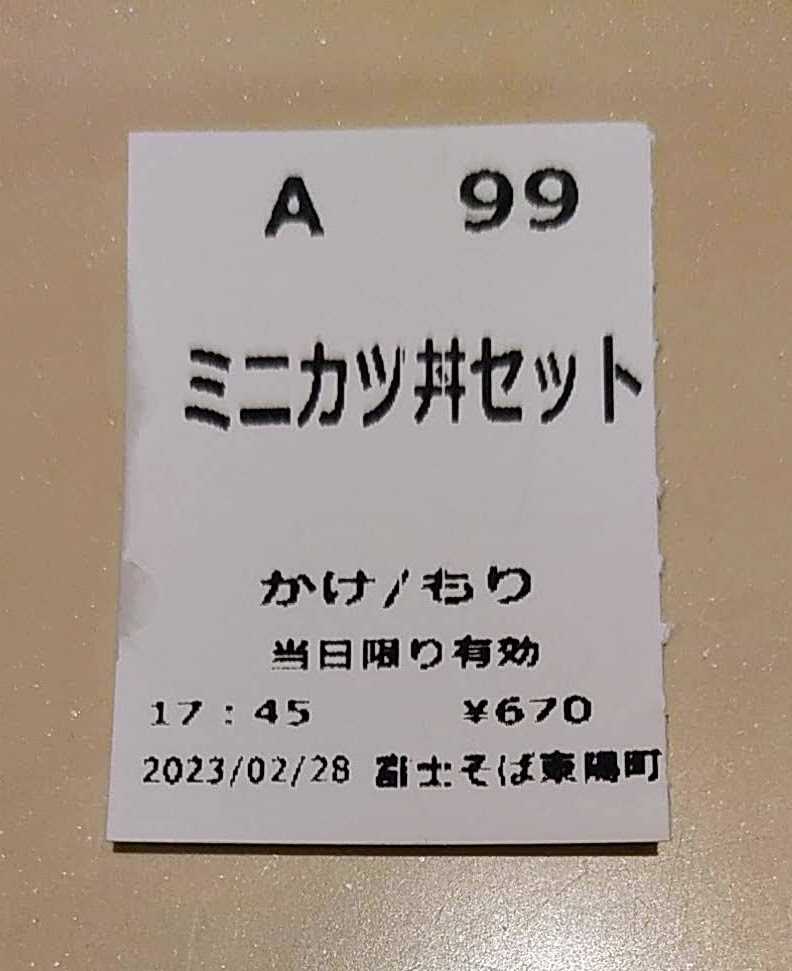 A 99
ミニカツ丼セット
かけ/もり
当日限り有効
17:45 ¥670
2023/02/28 富士そば東陽町